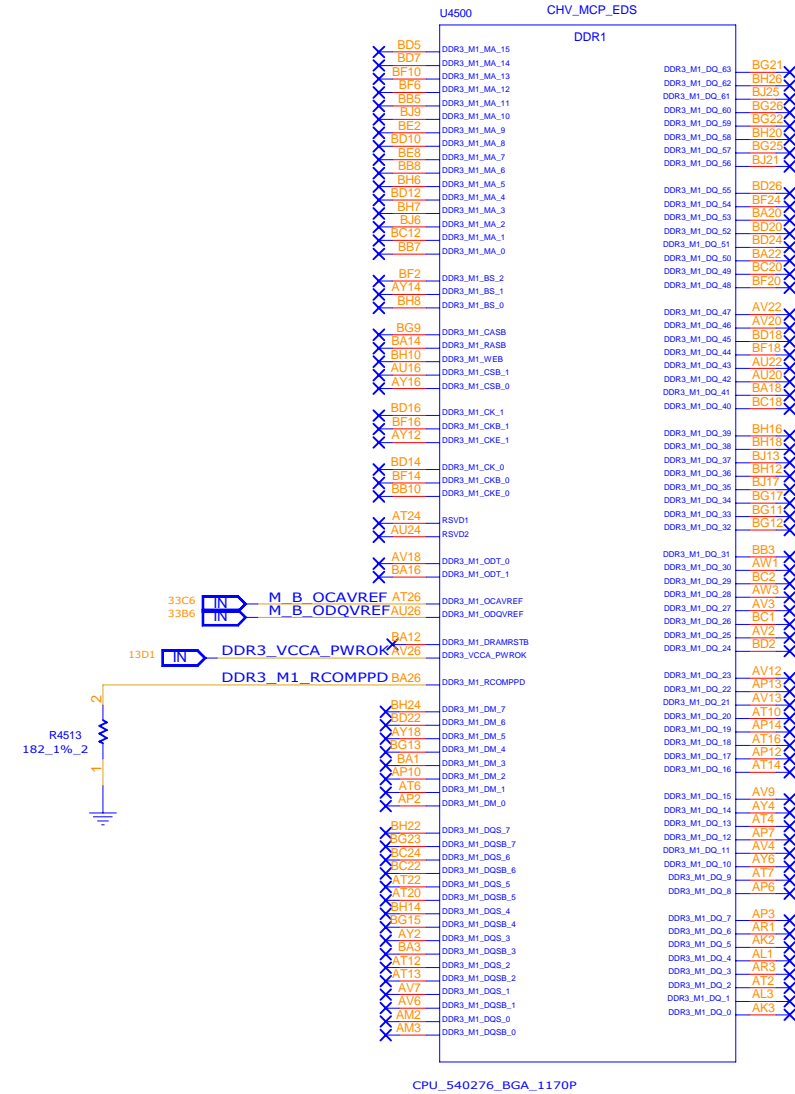 U4500
CHV_MCP_EDS
DDR1
BD5 DDR3_M1_MA_15
BD7 DDR3_M1_MA_14
BF10 DDR3_M1_MA_13
BF6 DDR3_M1_MA_12
BB5 DDR3_M1_MA_11
BJ9 DDR3_M1_MA_10
BE2 DDR3_M1_MA_9
BD10 DDR3_M1_MA_8
BE8 DDR3_M1_MA_7
BB8 DDR3_M1_MA_6
BH6 DDR3_M1_MA_5
BD12 DDR3_M1_MA_4
BH7 DDR3_M1_MA_3
BJ6 DDR3_M1_MA_2
BC12 DDR3_M1_MA_1
BB7 DDR3_M1_MA_0
BF2 DDR3_M1_BS_2
AY14 DDR3_M1_BS_1
BH8 DDR3_M1_BS_0
BG9 DDR3_M1_CASB
BA14 DDR3_M1_RASB
BH10 DDR3_M1_WEB
AU16 DDR3_M1_CSB_1
AY16 DDR3_M1_CSB_0
BD16 DDR3_M1_CK_1
BF16 DDR3_M1_CKB_1
AY12 DDR3_M1_CKE_1
BD14 DDR3_M1_CK_0
BF14 DDR3_M1_CKB_0
BB10 DDR3_M1_CKE_0
AT24 RSVD1
AU24 RSVD2
AV18 DDR3_M1_ODT_0
BA16 DDR3_M1_ODT_1
33C6 IN M_B_OCAVREF AT26 DDR3_M1_OCAVREF
33B6 IN M_B_ODQVREF AU26 DDR3_M1_ODQVREF
BA12 DDR3_M1_DRAMRSTB
13D1 IN DDR3_VCCA_PWROK AV26 DDR3_VCCA_PWROK
DDR3_M1_RCOMPPD BA26 DDR3_M1_RCOMPPD
2
R4513
182_1%_2
1
BH24 DDR3_M1_DM_7
BD22 DDR3_M1_DM_6
AY18 DDR3_M1_DM_5
BG13 DDR3_M1_DM_4
BA1 DDR3_M1_DM_3
AP10 DDR3_M1_DM_2
AT6 DDR3_M1_DM_1
AP2 DDR3_M1_DM_0
BH22 DDR3_M1_DQS_7
BG23 DDR3_M1_DQSB_7
BC24 DDR3_M1_DQS_6
BC22 DDR3_M1_DQSB_6
AT22 DDR3_M1_DQS_5
AT20 DDR3_M1_DQSB_5
BH14 DDR3_M1_DQS_4
BG15 DDR3_M1_DQSB_4
AY2 DDR3_M1_DQS_3
BA3 DDR3_M1_DQSB_3
AT12 DDR3_M1_DQS_2
AT13 DDR3_M1_DQSB_2
AV7 DDR3_M1_DQS_1
AV6 DDR3_M1_DQSB_1
AM2 DDR3_M1_DQS_0
AM3 DDR3_M1_DQSB_0
DDR3_M1_DQ_63 BG21
DDR3_M1_DQ_62 BH26
DDR3_M1_DQ_61 BJ25
DDR3_M1_DQ_60 BG26
DDR3_M1_DQ_59 BG22
DDR3_M1_DQ_58 BH20
DDR3_M1_DQ_57 BG25
DDR3_M1_DQ_56 BJ21
DDR3_M1_DQ_55 BD26
DDR3_M1_DQ_54 BF24
DDR3_M1_DQ_53 BA20
DDR3_M1_DQ_52 BD20
DDR3_M1_DQ_51 BD24
DDR3_M1_DQ_50 BA22
DDR3_M1_DQ_49 BC20
DDR3_M1_DQ_48 BF20
DDR3_M1_DQ_47 AV22
DDR3_M1_DQ_46 AV20
DDR3_M1_DQ_45 BD18
DDR3_M1_DQ_44 BF18
DDR3_M1_DQ_43 AU22
DDR3_M1_DQ_42 AU20
DDR3_M1_DQ_41 BA18
DDR3_M1_DQ_40 BC18
DDR3_M1_DQ_39 BH16
DDR3_M1_DQ_38 BH18
DDR3_M1_DQ_37 BJ13
DDR3_M1_DQ_36 BH12
DDR3_M1_DQ_35 BJ17
DDR3_M1_DQ_34 BG17
DDR3_M1_DQ_33 BG11
DDR3_M1_DQ_32 BG12
DDR3_M1_DQ_31 BB3
DDR3_M1_DQ_30 AW1
DDR3_M1_DQ_29 BC2
DDR3_M1_DQ_28 AW3
DDR3_M1_DQ_27 AV3
DDR3_M1_DQ_26 BC1
DDR3_M1_DQ_25 AV2
DDR3_M1_DQ_24 BD2
DDR3_M1_DQ_23 AV12
DDR3_M1_DQ_22 AP13
DDR3_M1_DQ_21 AV13
DDR3_M1_DQ_20 AT10
DDR3_M1_DQ_19 AP14
DDR3_M1_DQ_18 AT16
DDR3_M1_DQ_17 AP12
DDR3_M1_DQ_16 AT14
DDR3_M1_DQ_15 AV9
DDR3_M1_DQ_14 AY4
DDR3_M1_DQ_13 AT4
DDR3_M1_DQ_12 AP7
DDR3_M1_DQ_11 AV4
DDR3_M1_DQ_10 AY6
DDR3_M1_DQ_9 AT7
DDR3_M1_DQ_8 AP6
DDR3_M1_DQ_7 AP3
DDR3_M1_DQ_6 AR1
DDR3_M1_DQ_5 AK2
DDR3_M1_DQ_4 AL1
DDR3_M1_DQ_3 AR3
DDR3_M1_DQ_2 AT2
DDR3_M1_DQ_1 AL3
DDR3_M1_DQ_0 AK3
CPU_540276_BGA_1170P